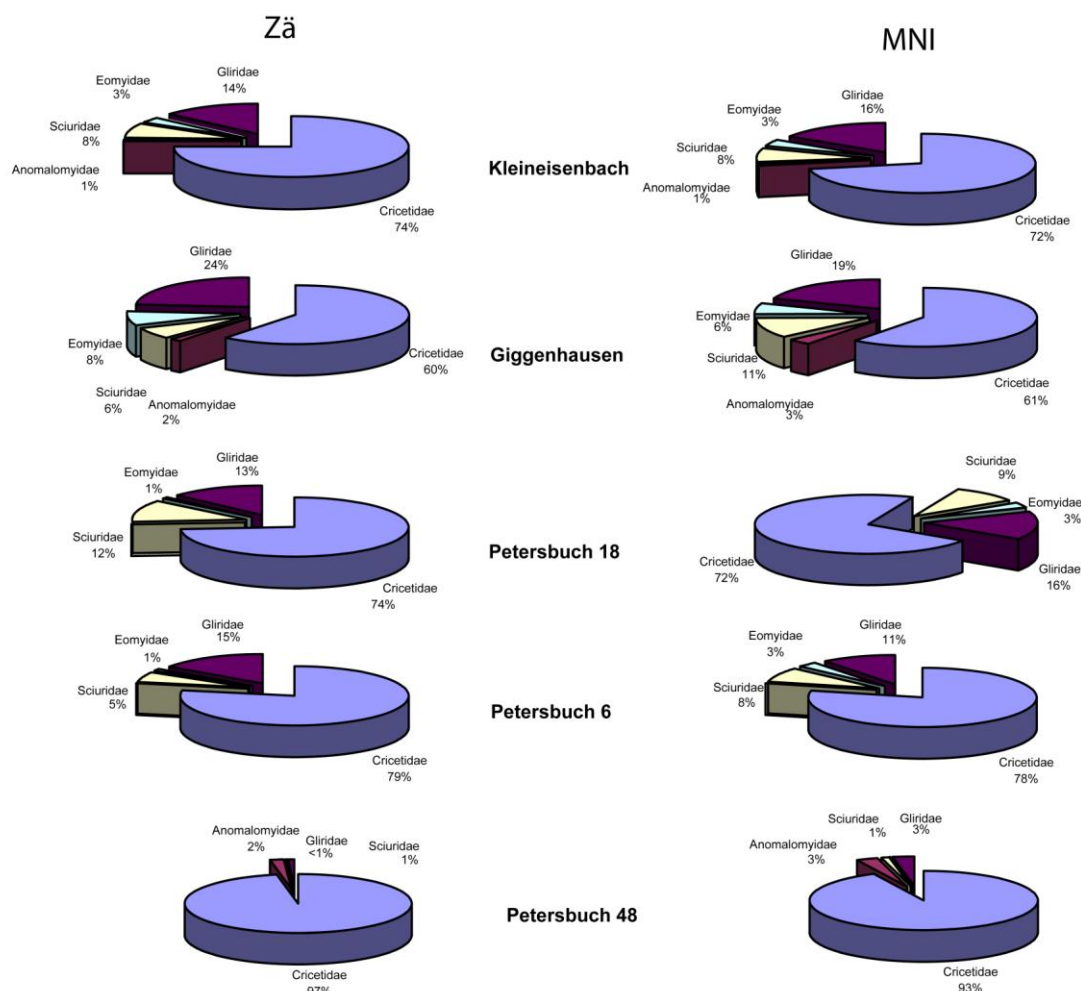 Zä
MNI
Gliridae
14%
Eomyidae
3%
Sciuridae
8%
Anomalomyidae
1%
Cricetidae
74%
Kleineisenbach
Gliridae
16%
Eomyidae
3%
Sciuridae
8%
Anomalomyidae
1%
Cricetidae
72%
Gliridae
24%
Eomyidae
8%
Sciuridae
6%
Anomalomyidae
2%
Cricetidae
60%
Giggenhausen
Gliridae
19%
Eomyidae
6%
Sciuridae
11%
Anomalomyidae
3%
Cricetidae
61%
Gliridae
13%
Eomyidae
1%
Sciuridae
12%
Cricetidae
74%
Petersbuch 18
Sciuridae
9%
Eomyidae
3%
Gliridae
16%
Cricetidae
72%
Gliridae
15%
Eomyidae
1%
Sciuridae
5%
Cricetidae
79%
Petersbuch 6
Gliridae
11%
Eomyidae
3%
Sciuridae
8%
Cricetidae
78%
Anomalomyidae
2%
Gliridae
<1%
Sciuridae
1%
Cricetidae
97%
Petersbuch 48
Sciuridae
1%
Gliridae
3%
Anomalomyidae
3%
Cricetidae
93%